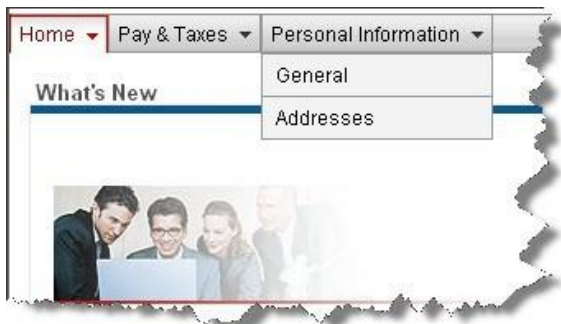 Home Pay & Taxes Personal Information
General
What's New
Addresses